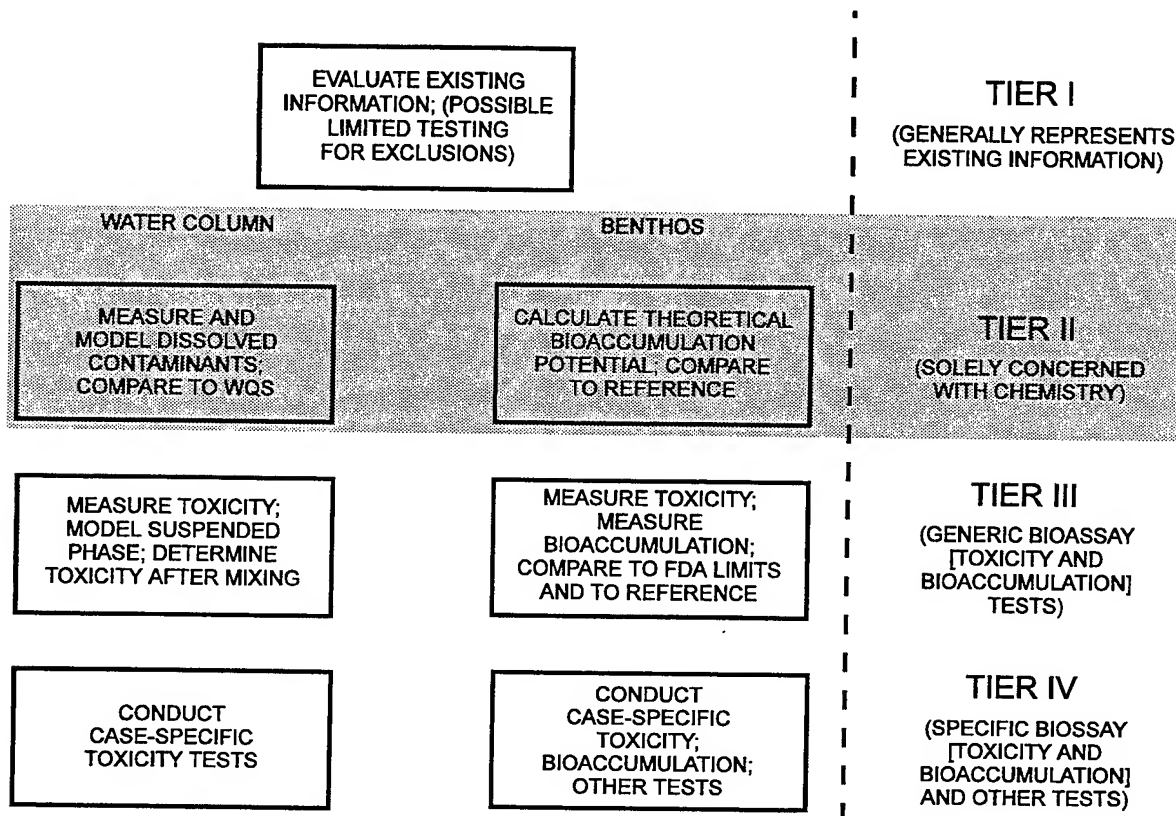 EVALUATE EXISTING
INFORMATION; (POSSIBLE
LIMITED TESTING
FOR EXCLUSIONS)
TIER I
(GENERALLY REPRESENTS
EXISTING INFORMATION)
WATER COLUMN
BENTHOS
MEASURE AND
MODEL DISSOLVED
CONTAMINANTS;
COMPARE TO WQS
CALCULATE THEORETICAL
BIOACCUMULATION
POTENTIAL; COMPARE
TO REFERENCE
TIER II
(SOLELY CONCERNED
WITH CHEMISTRY)
MEASURE TOXICITY;
MODEL SUSPENDED
PHASE; DETERMINE
TOXICITY AFTER MIXING
MEASURE TOXICITY;
MEASURE
BIOACCUMULATION;
COMPARE TO FDA LIMITS
AND TO REFERENCE
TIER III
(GENERIC BIOASSAY
[TOXICITY AND
BIOACCUMULATION]
TESTS)
CONDUCT
CASE-SPECIFIC
TOXICITY TESTS
CONDUCT
CASE-SPECIFIC
TOXICITY;
BIOACCUMULATION;
OTHER TESTS
TIER IV
(SPECIFIC BIOSSAY
[TOXICITY AND
BIOACCUMULATION]
AND OTHER TESTS)